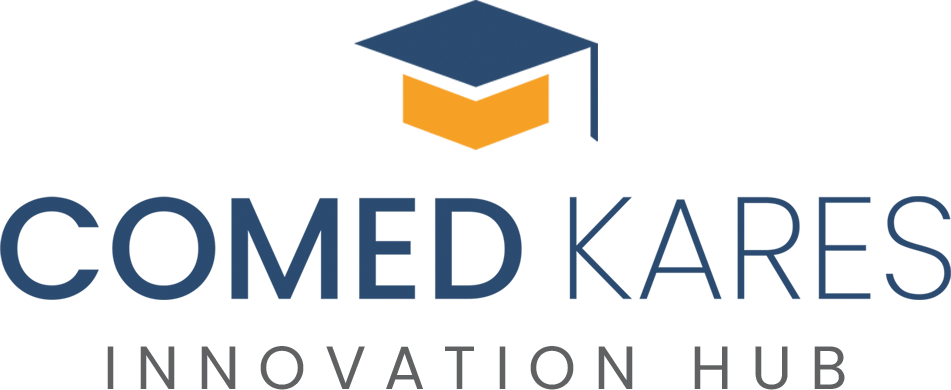 COMED KARES
INNOVATION HUB